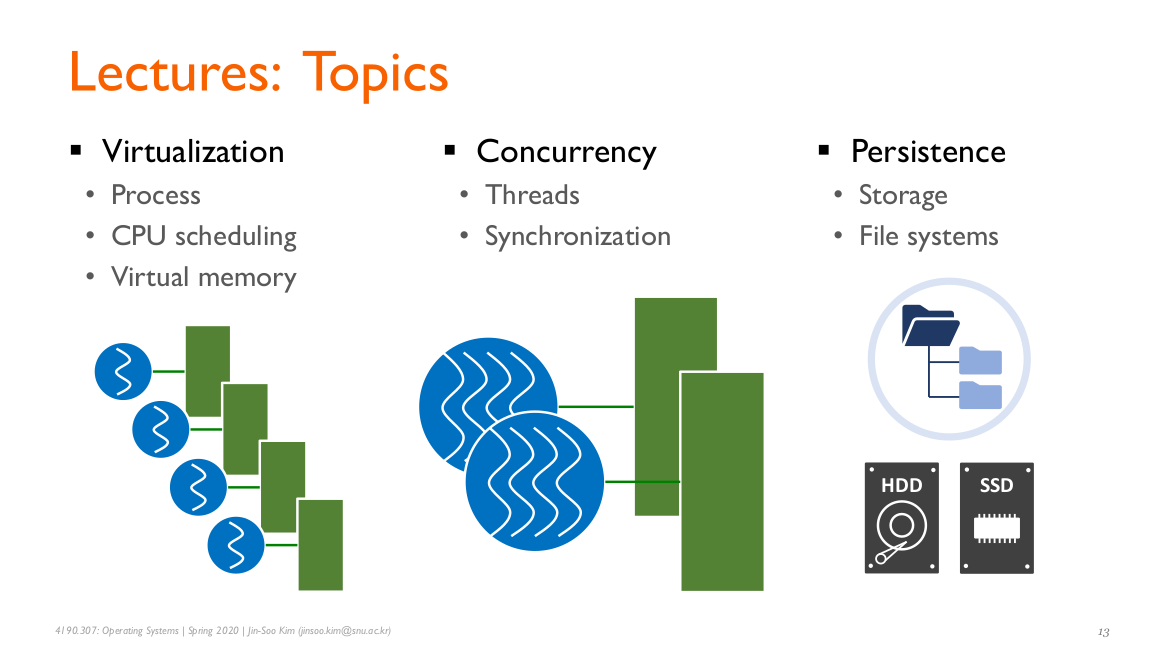 Lectures: Topics
▪ Virtualization
• Process
• CPU scheduling
• Virtual memory
▪ Concurrency
• Threads
• Synchronization
▪ Persistence
• Storage
• File systems
HDD
SSD
4190.307: Operating Systems | Spring 2020 | Jin-Soo Kim (jinsoo.kim@snu.ac.kr)
13